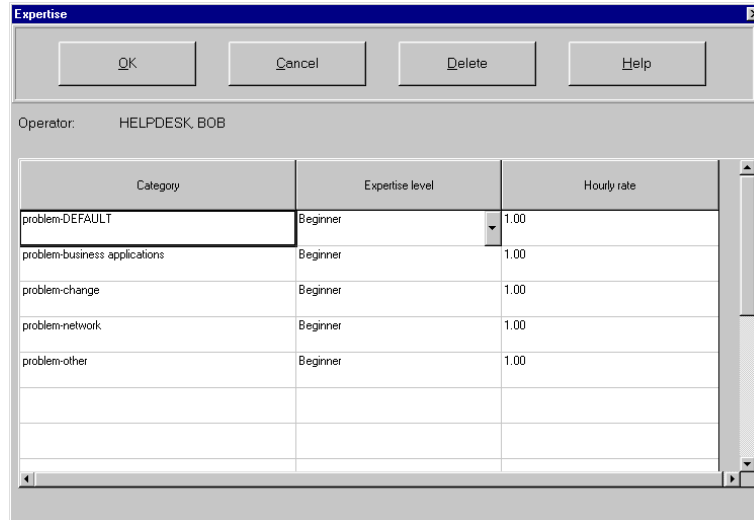 Expertise
OK Cancel Delete Help
Operator: HELPDESK, BOB
Category Expertise level Hourly rate
problem-DEFAULT Beginner 1.00
problem-business applications Beginner 1.00
problem-change Beginner 1.00
problem-network Beginner 1.00
problem-other Beginner 1.00